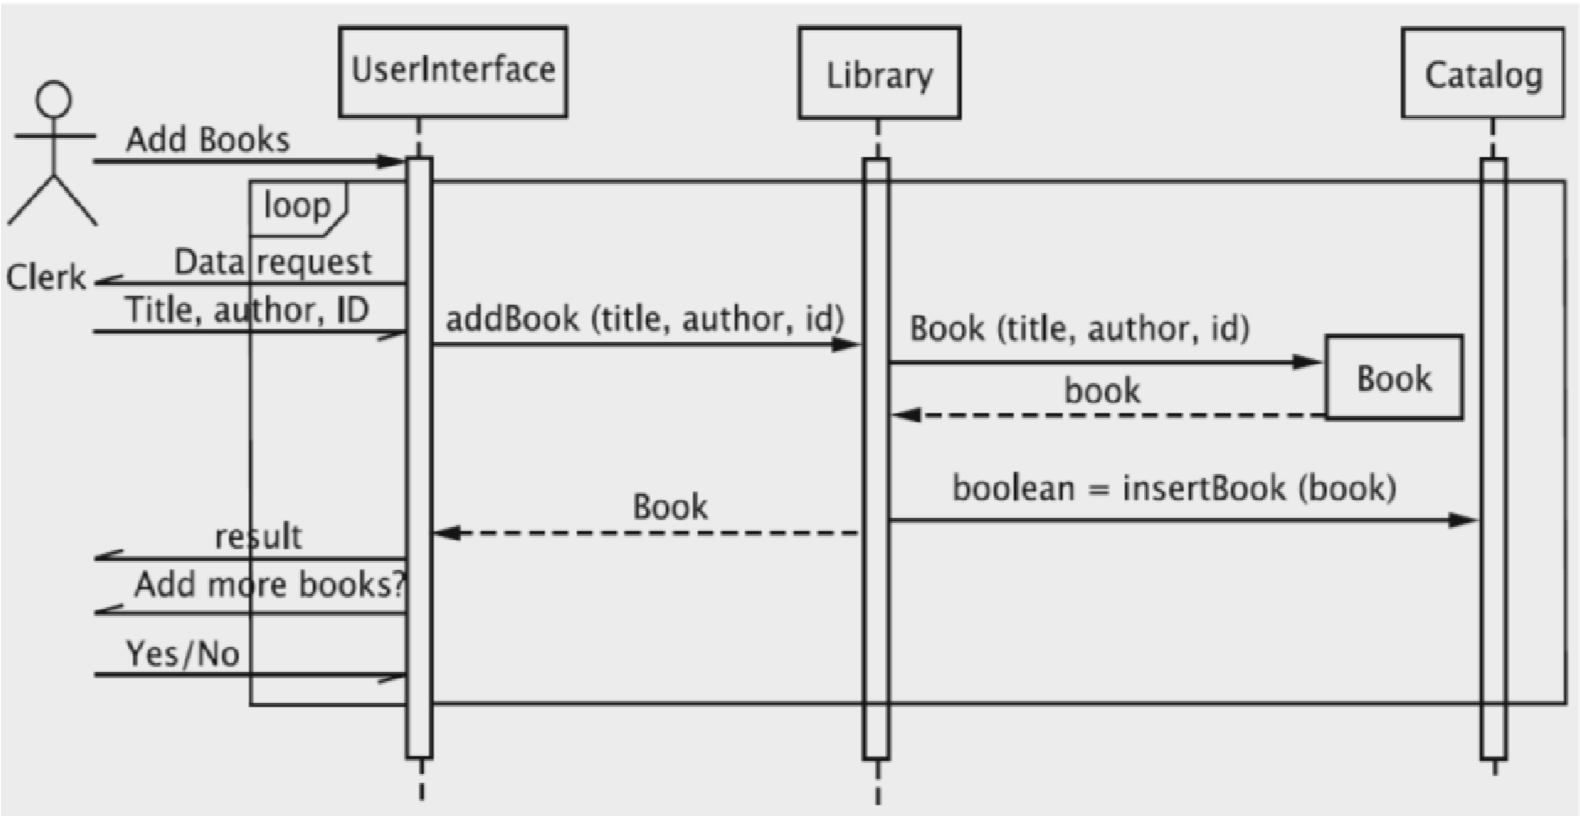 UserInterface
Library
Catalog
Add Books
loop
Clerk
Data request
Title, author, ID
addBook (title, author, id)
Book (title, author, id)
Book
book
boolean = insertBook (book)
Book
result
Add more books?
Yes/No